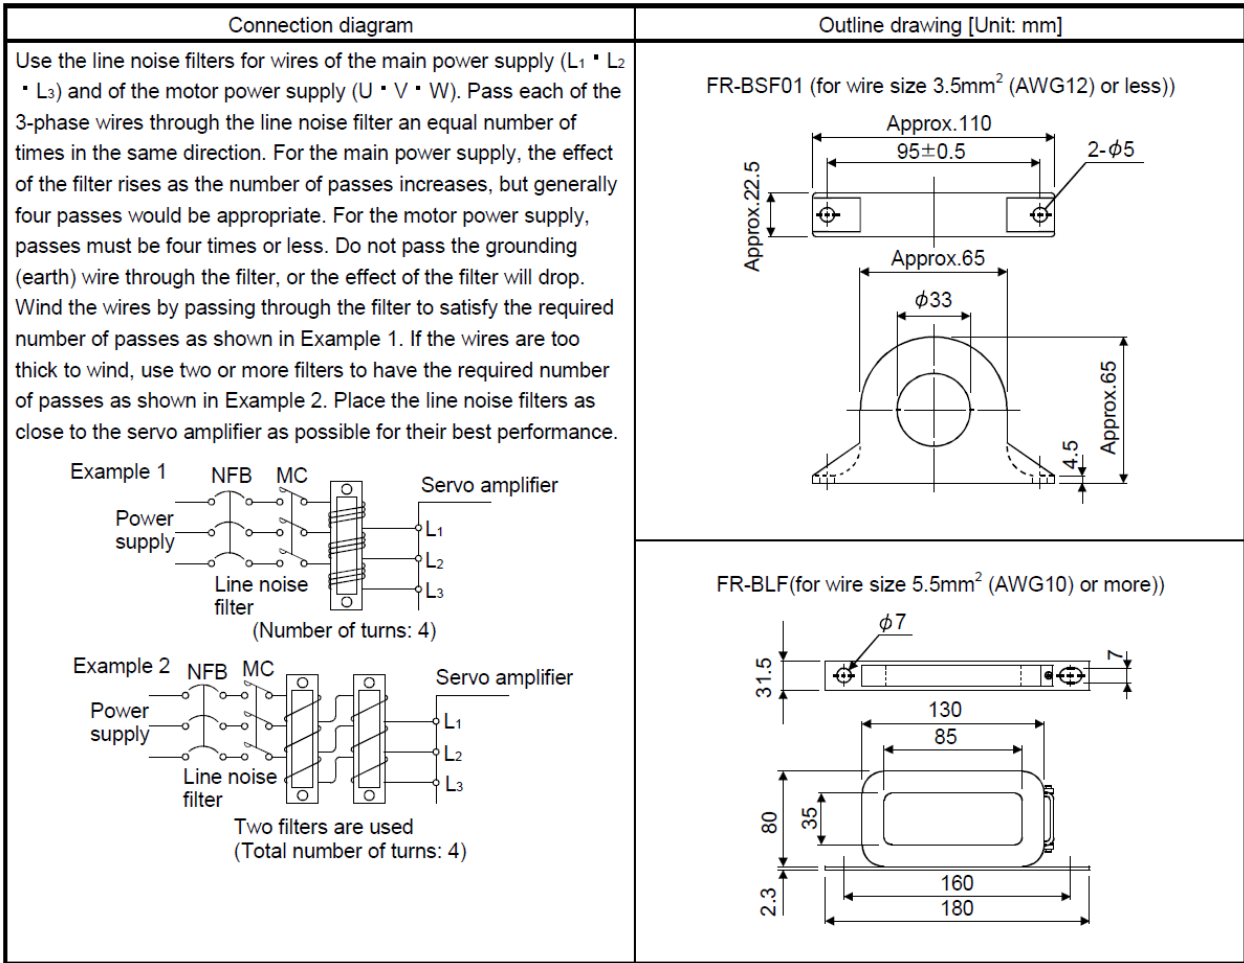 Connection diagram
Use the line noise filters for wires of the main power supply (L₁・L₂
・L₃) and of the motor power supply (U・V・W). Pass each of the
3-phase wires through the line noise filter an equal number of
times in the same direction. For the main power supply, the effect
of the filter rises as the number of passes increases, but generally
four passes would be appropriate. For the motor power supply,
passes must be four times or less. Do not pass the grounding
(earth) wire through the filter, or the effect of the filter will drop.
Wind the wires by passing through the filter to satisfy the required
number of passes as shown in Example 1. If the wires are too
thick to wind, use two or more filters to have the required number
of passes as shown in Example 2. Place the line noise filters as
close to the servo amplifier as possible for their best performance.
Example 1
NFB
MC
Servo amplifier
Power
supply
L₁
L₂
L₃
Line noise
filter
(Number of turns: 4)
Example 2
NFB
MC
Servo amplifier
Power
supply
L₁
L₂
L₃
Line noise
filter
Two filters are used
(Total number of turns: 4)
Outline drawing [Unit: mm]
FR-BSF01 (for wire size 3.5mm² (AWG12) or less))
Approx.110
95±0.5
2-ϕ5
Approx.22.5
Approx.65
ϕ33
Approx.65
4.5
FR-BLF(for wire size 5.5mm² (AWG10) or more))
ϕ7
31.5
7
130
85
80
35
2.3
160
180